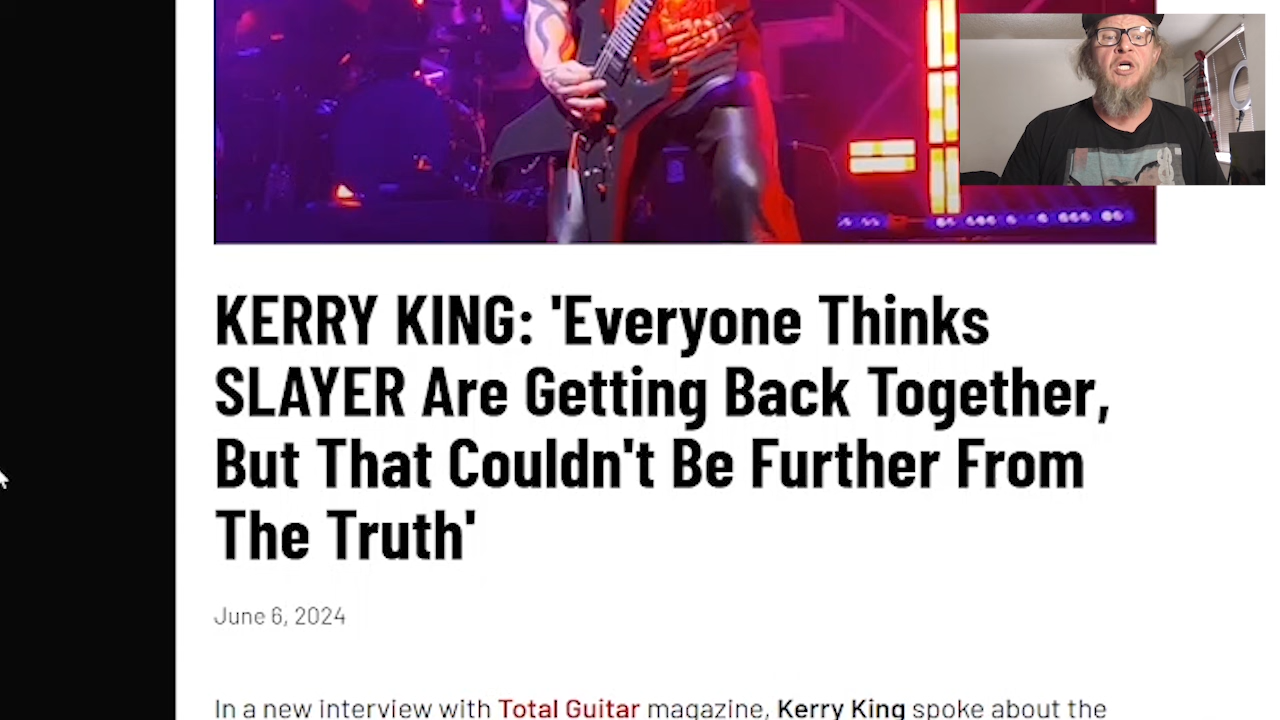 KERRY KING: 'Everyone Thinks
SLAYER Are Getting Back Together,
But That Couldn't Be Further From
The Truth'
June 6, 2024
In a new interview with Total Guitar magazine, Kerry King spoke about the